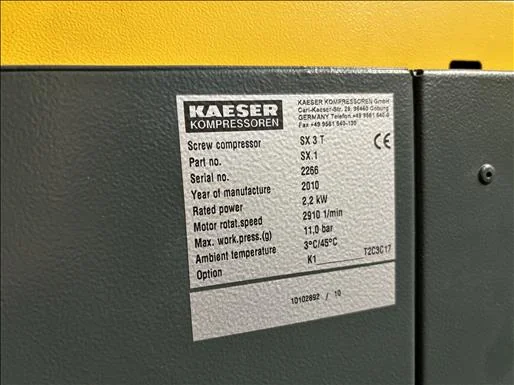 KAESER
KOMPRESSOREN
KAESER KOMPRESSOREN GmbH
Carl-Kaeser-Str. 26, 96450 Coburg
GERMANY Telefon +49 9561 640-0
Fax +49 9561 640-130
Screw compressor SX 3 T CE
Part no. SX.1
Serial no. 2266
Year of manufacture 2010
Rated power 2,2 kW
Motor rotat.speed 2910 1/min
Max. work.press.(g) 11,0 bar
Ambient temperature 3°C/45°C
Option K1 T2C3C17
10102892 / 10